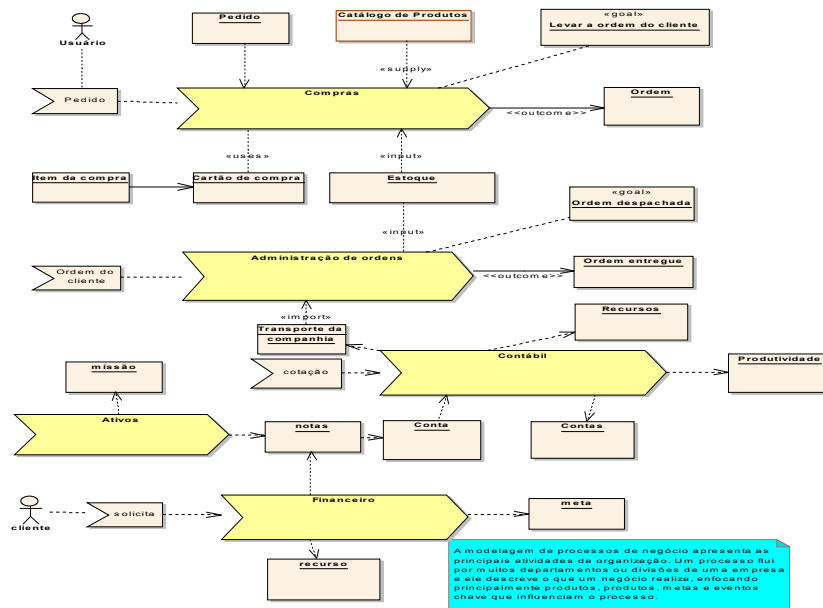 Usuário
Pedido
Catálogo de Produtos
«goal»
Levar a ordem do cliente
«supply»
Pedido
Compras
Ordem
<<outcome>>
«uses»
«input»
Item da compra
Cartão de compra
Estoque
«goal»
Ordem despachada
«input»
Administração de ordens
Ordem entregue
Ordem do
cliente
<<outcome>>
«import»
Transporte da
companhia
Recursos
Contábil
Produtividade
missão
cotação
Ativos
notas
Conta
Contas
cliente
solicita
Financeiro
meta
recurso
A modelagem de processos de negócio apresenta as
principais atividades da organização. Um processo flui
por muitos departamentos ou divisões de uma empresa
e ele descreve o que um negócio realiza, enfocando
principalmente produtos, produtos, metas e eventos
chave que influenciam o processo.